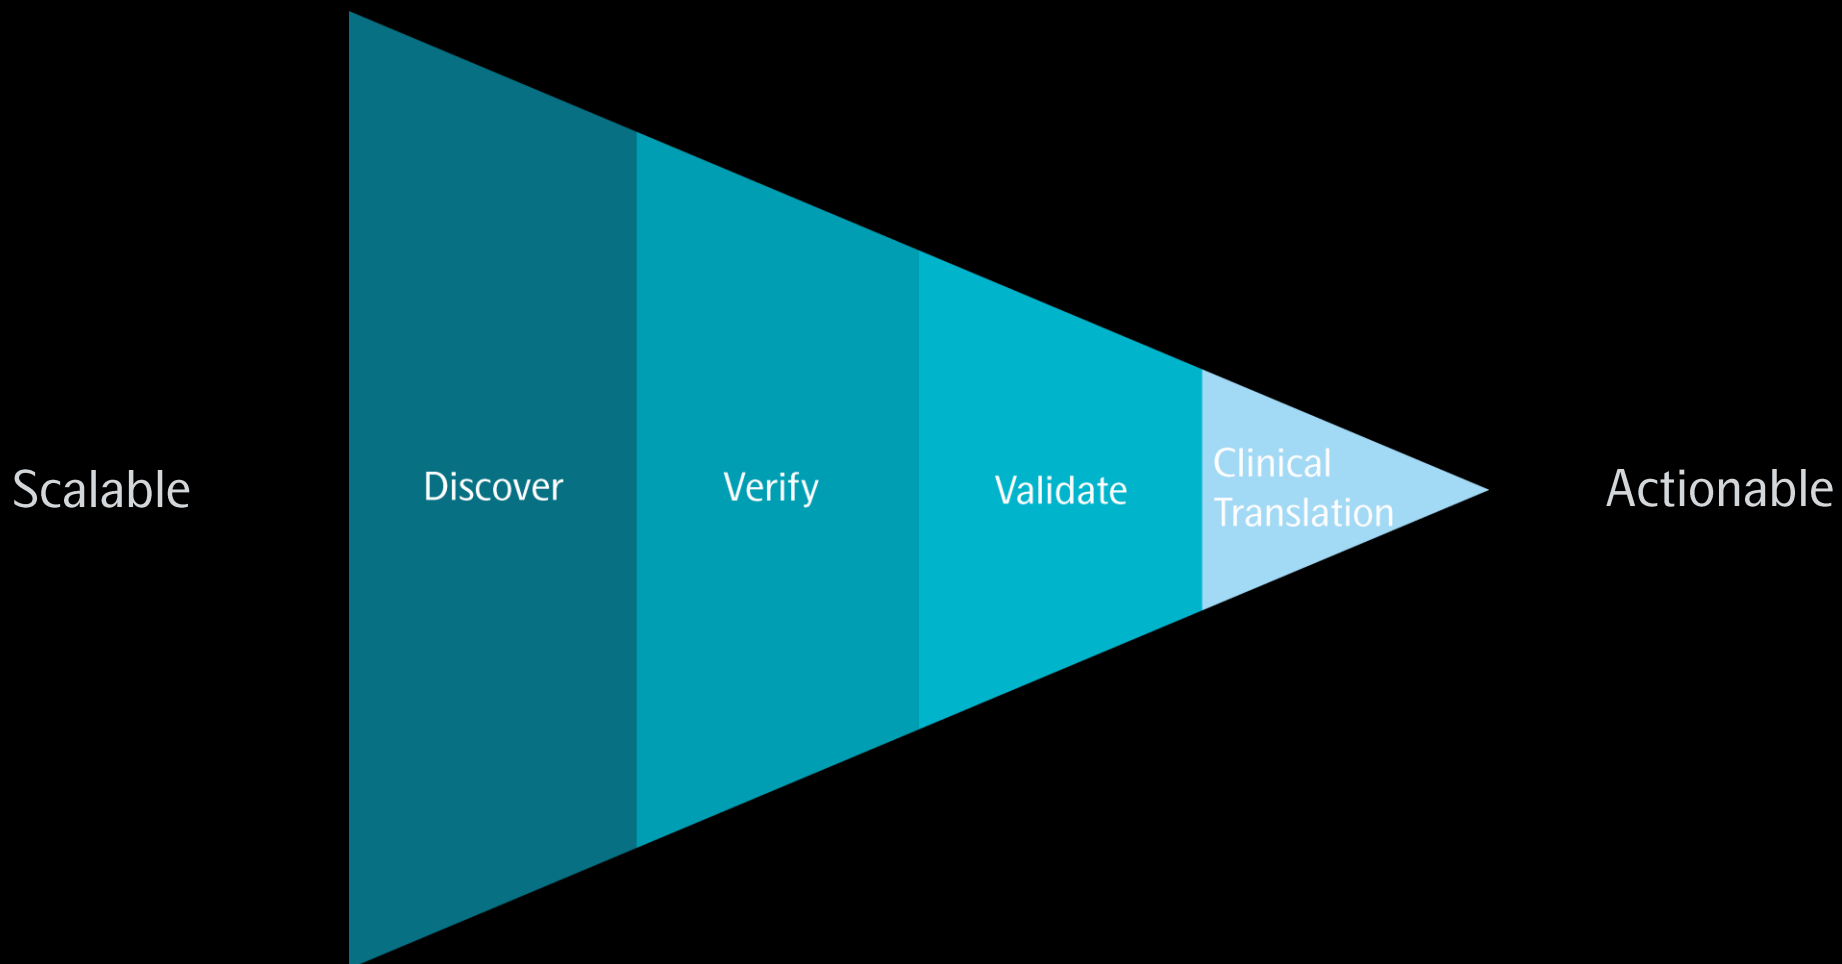 Scalable
Discover
Verify
Validate
Clinical
Translation
Actionable